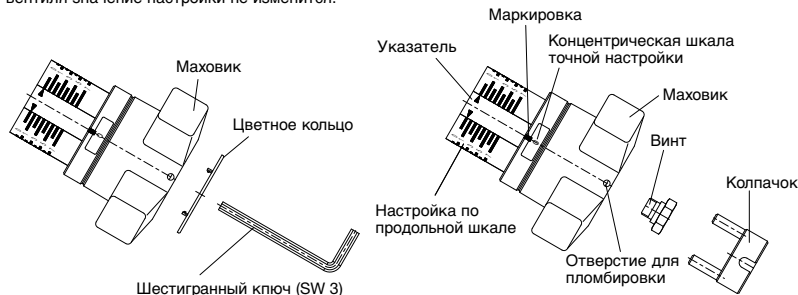 вентиля значение настройки не изменится.
Маркировка
Указатель
Концентрическая шкала
точной настройки
Маховик
Маховик
Цветное кольцо
Винт
Колпачок
Настройка по
продольной шкале
Отверстие для
пломбировки
Шестигранный ключ (SW 3)